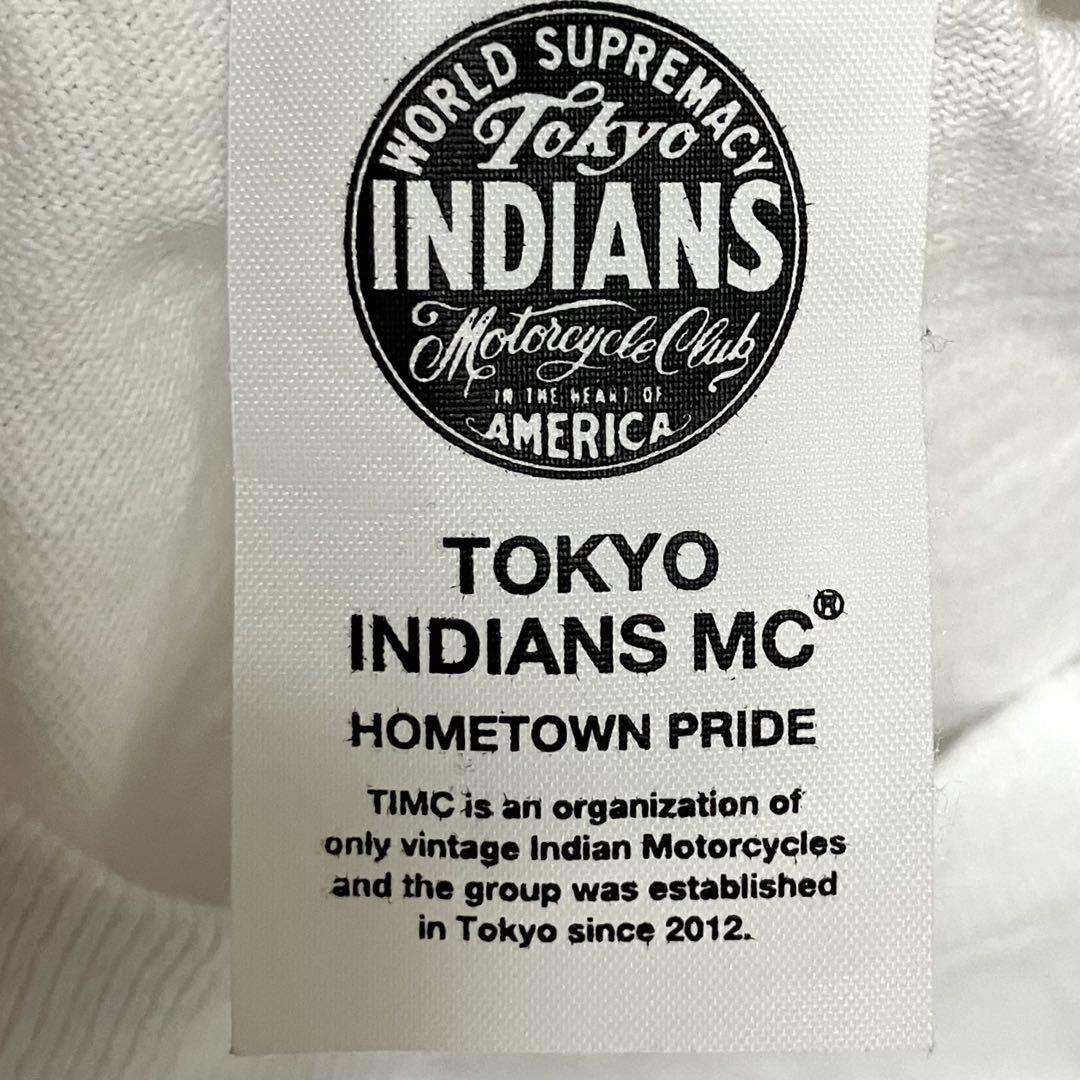 WORLD SUPREMACY
Tokyo
INDIANS
Motorcycle Club
IN THE HEART OF
AMERICA
TOKYO
INDIANS MC®
HOMETOWN PRIDE
TIMC is an organization of
only vintage Indian Motorcycles
and the group was established
in Tokyo since 2012.